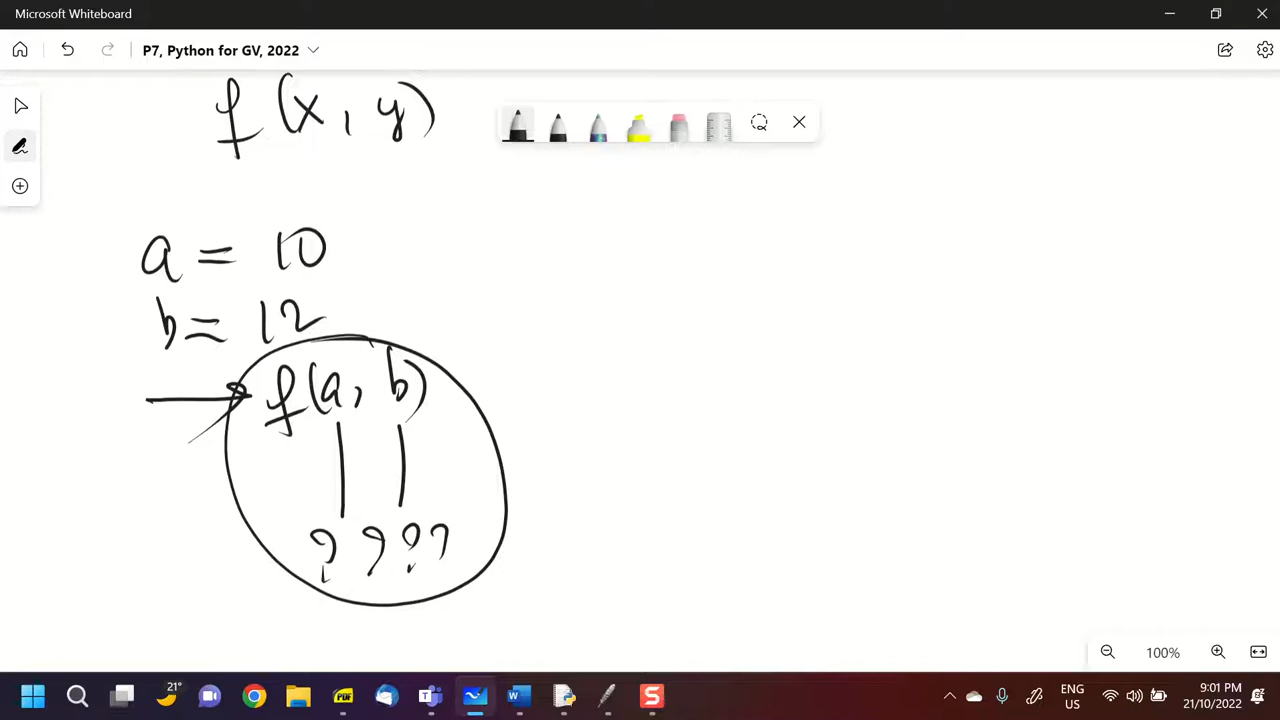 Microsoft Whiteboard
P7, Python for GV, 2022
f(x, y)
a = 10
b = 12
f(a, b)
? ? ? ?
100%
21°
PDF
W
S
ENG
US
9:01 PM
21/10/2022